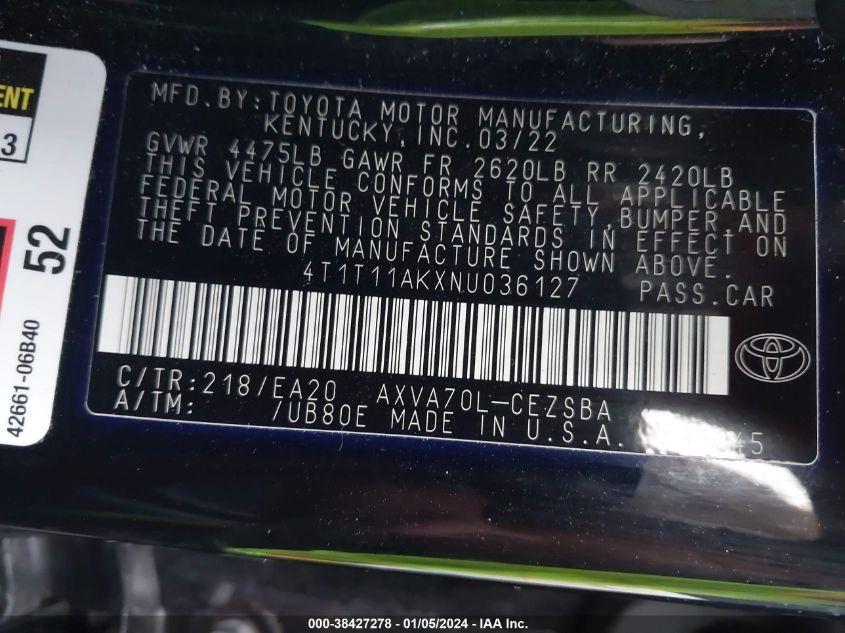 MFD.BY:TOYOTA MOTOR MANUFACTURING,
KENTUCKY, INC. 03/22
GVWR 4475LB GAWR FR 2620LB RR 2420LB
THIS VEHICLE CONFORMS TO ALL APPLICABLE
FEDERAL MOTOR VEHICLE SAFETY, BUMPER, AND
THEFT PREVENTION STANDARDS IN EFFECT ON
THE DATE OF MANUFACTURE SHOWN ABOVE.
4T1T11AKXNU036127 PASS.CAR
C/TR:218/EA20 AXVA70L-CEZSBA
A/TM: /UB80E MADE IN U.S.A.
3
52
42661-06B40
000-38427278 - 01/05/2024 - IAA Inc.